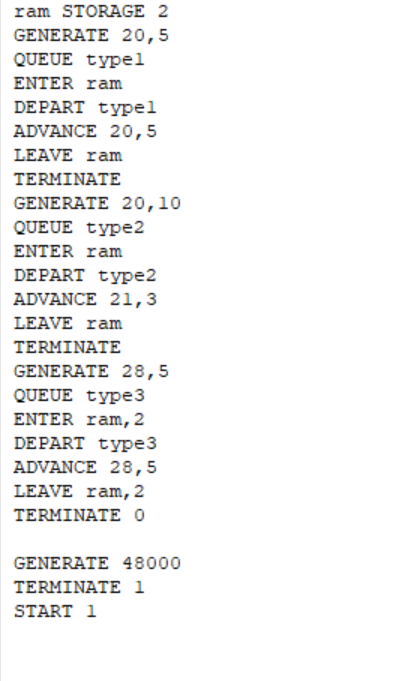 ram STORAGE 2
GENERATE 20,5
QUEUE type1
ENTER ram
DEPART type1
ADVANCE 20,5
LEAVE ram
TERMINATE
GENERATE 20,10
QUEUE type2
ENTER ram
DEPART type2
ADVANCE 21,3
LEAVE ram
TERMINATE
GENERATE 28,5
QUEUE type3
ENTER ram,2
DEPART type3
ADVANCE 28,5
LEAVE ram,2
TERMINATE 0
GENERATE 48000
TERMINATE 1
START 1